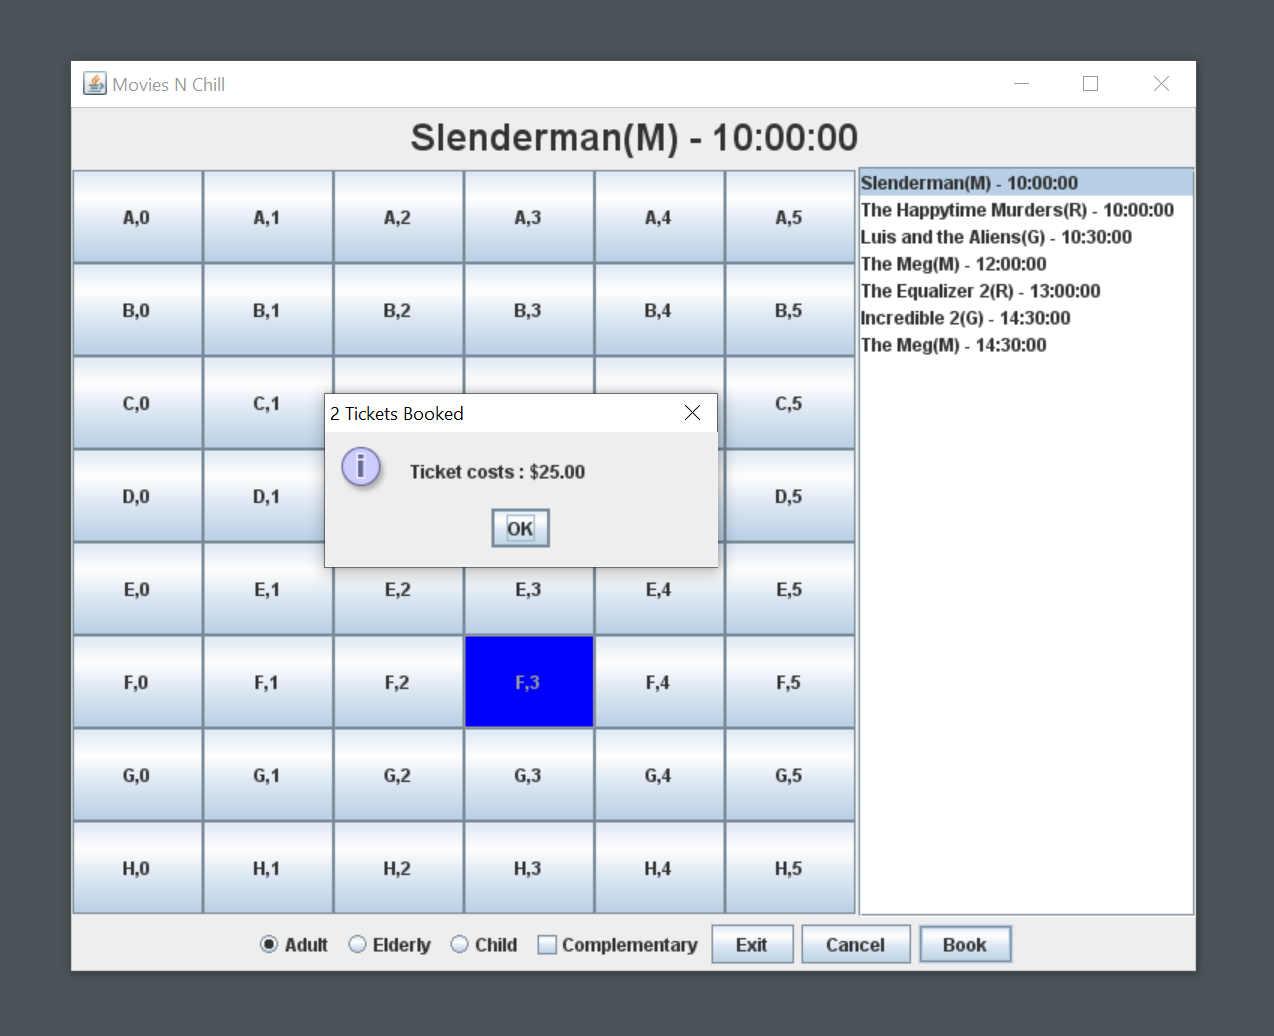 Movies N Chill
Slenderman(M) - 10:00:00
A,0 A,1 A,2 A,3 A,4 A,5
B,0 B,1 B,2 B,3 B,4 B,5
C,0 C,1 C,5
D,0 D,1 D,5
E,0 E,1 E,2 E,3 E,4 E,5
F,0 F,1 F,2 F,3 F,4 F,5
G,0 G,1 G,2 G,3 G,4 G,5
H,0 H,1 H,2 H,3 H,4 H,5
2 Tickets Booked
Ticket costs : $25.00
OK
Slenderman(M) - 10:00:00
The Happytime Murders(R) - 10:00:00
Luis and the Aliens(G) - 10:30:00
The Meg(M) - 12:00:00
The Equalizer 2(R) - 13:00:00
Incredible 2(G) - 14:30:00
The Meg(M) - 14:30:00
Adult Elderly Child Complementary Exit Cancel Book